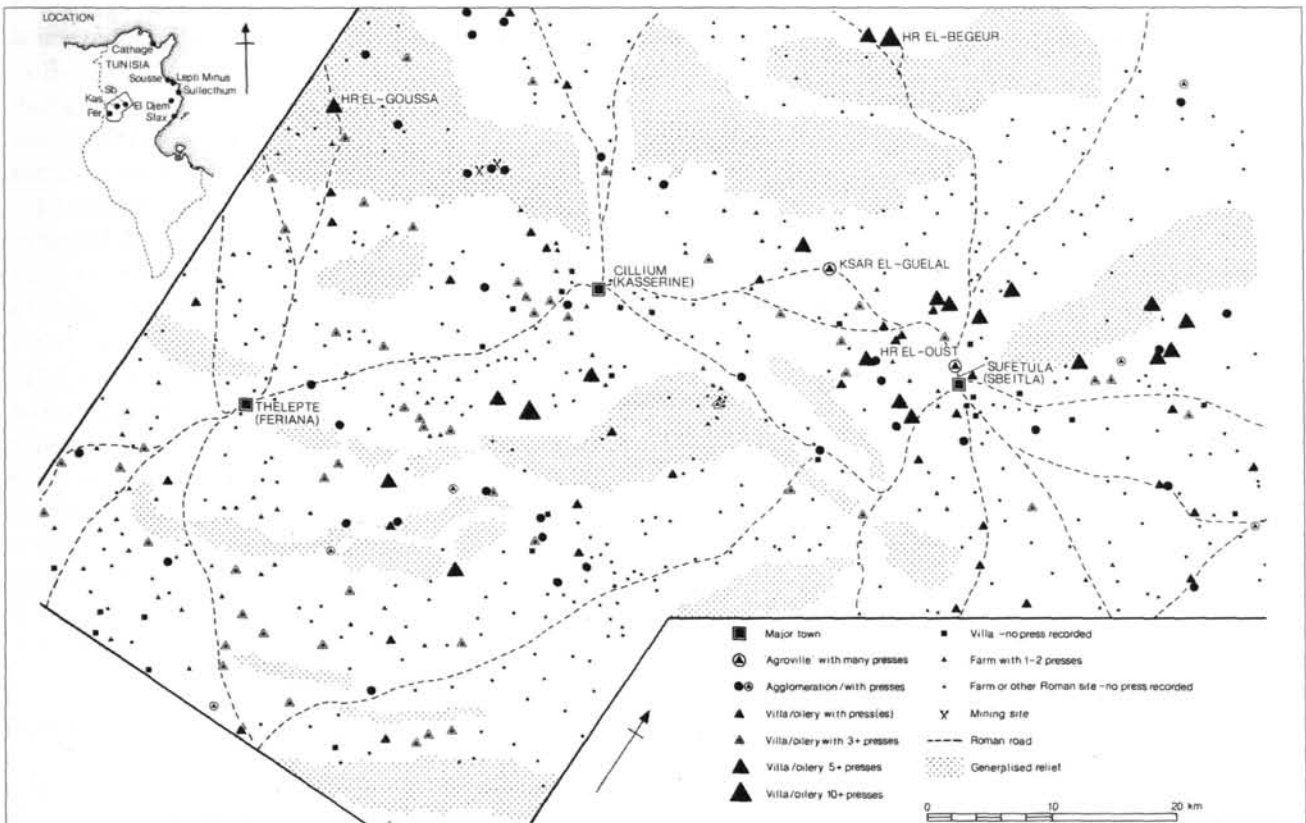 LOCATION
Cathage
TUNISIA
Sousse
Lepti Minus
Sullecthum
Sb
Kas
El Djem
Fer
Sfax
HR EL-BEGEUR
HR EL-GOUSSA
KSAR EL-GUELAL
CILLIUM
(KASSERINE)
HR EL-OUST
SUFETULA
(SBEITLA)
THELEPTE
(FERIANA)
Major town
'Agroville' with many presses
Agglomeration/with presses
Villa/oilery with press(es)
Villa/oilery with 3+ presses
Villa/oilery 5+ presses
Villa/oilery 10+ presses
Villa - no press recorded
Farm with 1-2 presses
Farm or other Roman site - no press recorded
Mining site
Roman road
Generalised relief
0 10 20 km